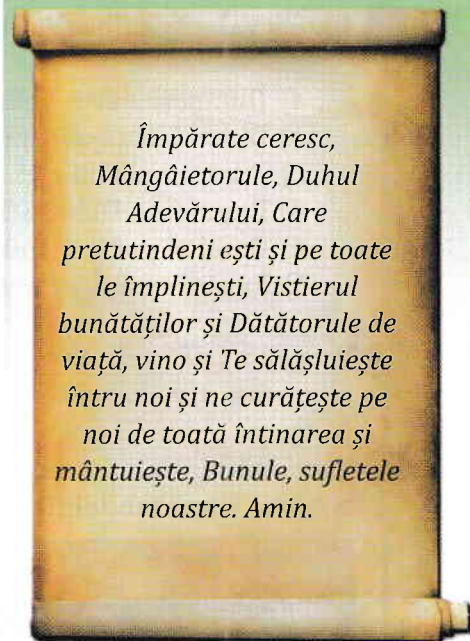 Împărate ceresc,
Mângâietorule, Duhul
Adevărului, Care
pretutindeni ești și pe toate
le împlinești, Vistierul
bunătăților și Dătătorule de
viață, vino și Te sălășluiește
întru noi și ne curățește pe
noi de toată întinarea și
mântuiește, Bunule, sufletele
noastre. Amin.